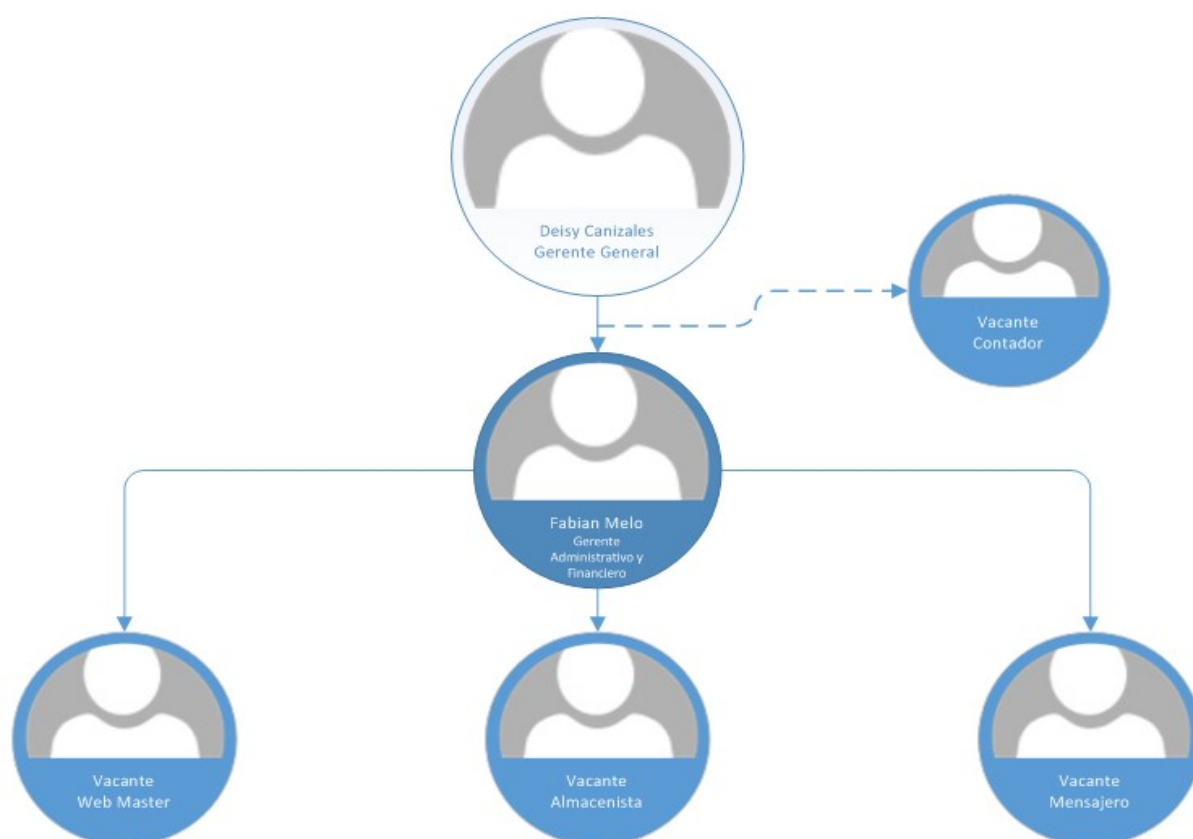 Deisy Canizales
Gerente General
Vacante
Contador
Fabian Melo
Gerente
Administrativo y
Financiero
Vacante
Web Master
Vacante
Almacenista
Vacante
Mensajero